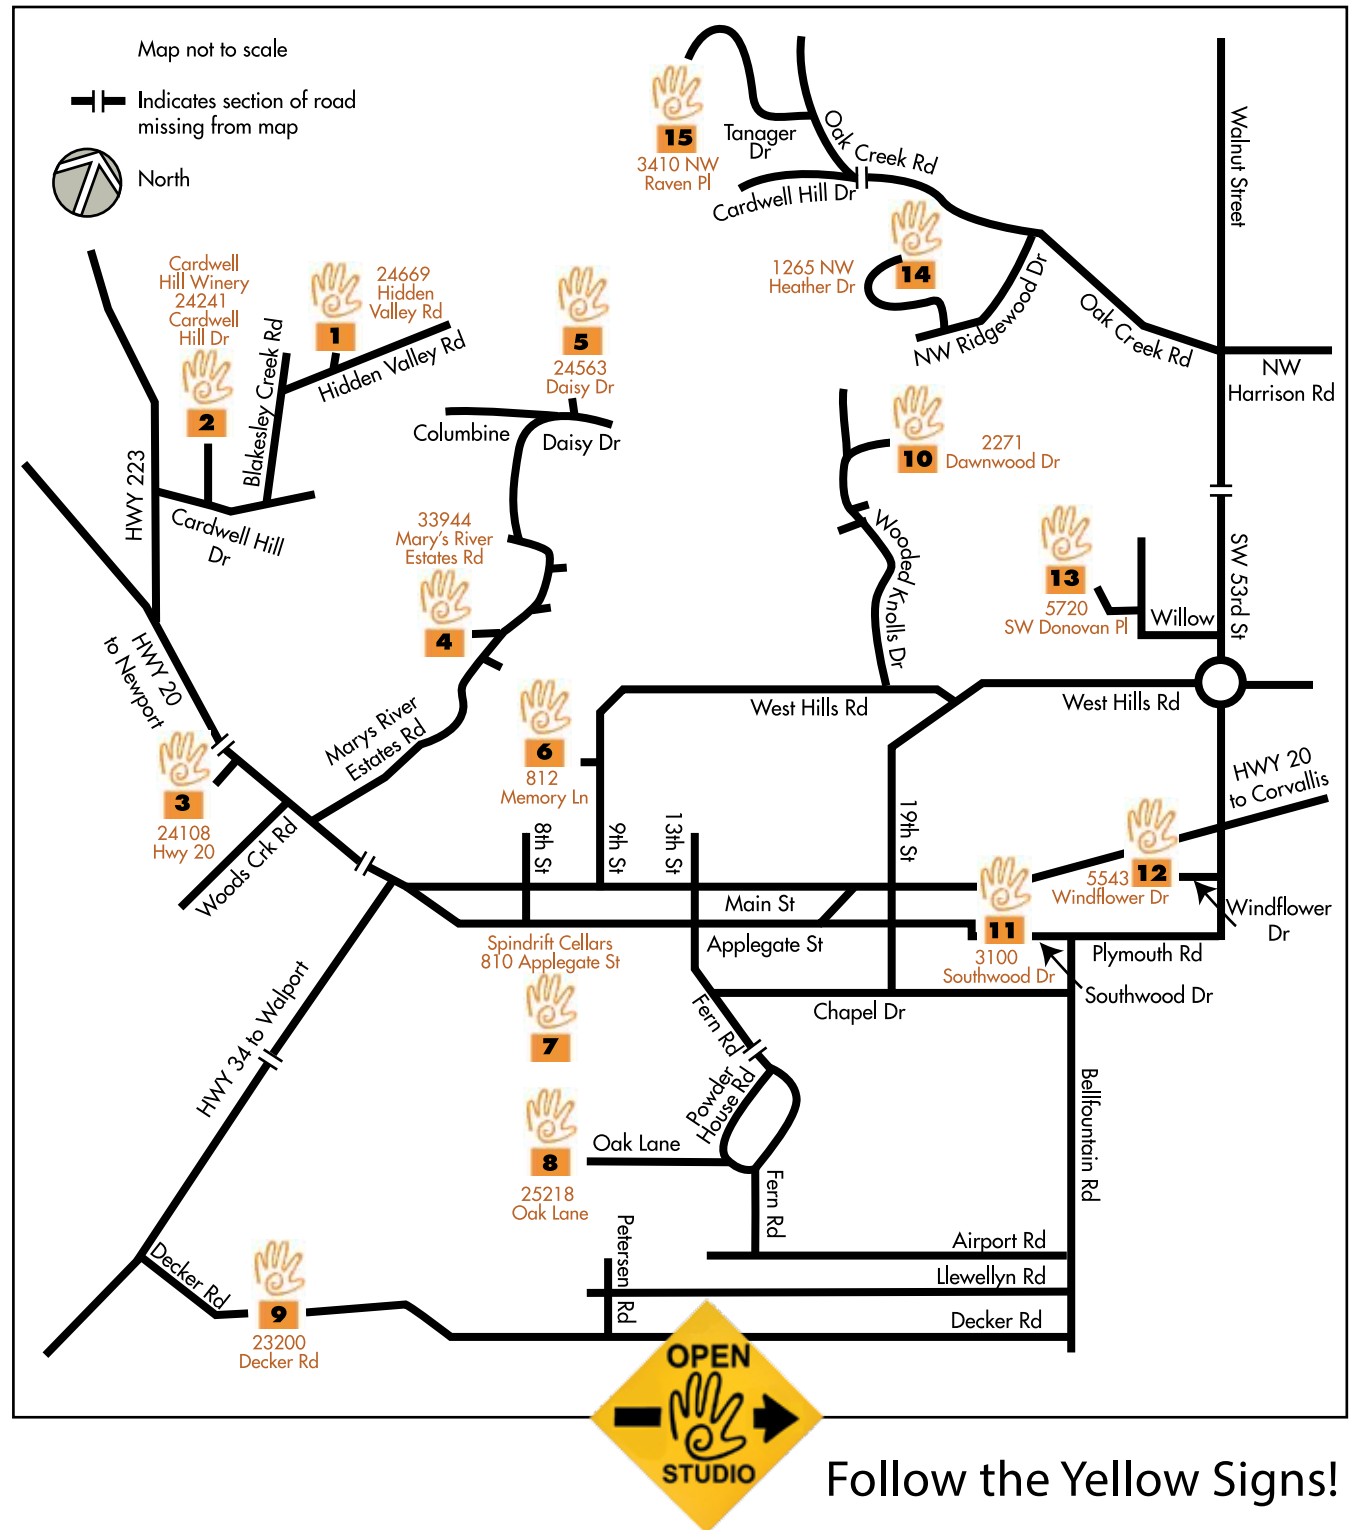 Map not to scale
Indicates section of road
missing from map
North
15
3410 NW
Raven Pl
Tanager
Dr
Oak Creek Rd
Cardwell Hill Dr
Walnut Street
14
1265 NW
Heather Dr
NW Ridgewood Dr
Oak Creek Rd
NW
Harrison Rd
Cardwell
Hill Winery
24241
Cardwell
Hill Dr
2
1
24669
Hidden
Valley Rd
Hidden Valley Rd
Blakesley Creek Rd
HWY 223
Cardwell Hill
Dr
5
24563
Daisy Dr
Columbine
Daisy Dr
10
2271
Dawnwood Dr
Wooded Knolls Dr
33944
Mary's River
Estates Rd
4
13
5720
SW Donovan Pl
Willow
SW 53rd St
HWY 20
to Newport
Marys River
Estates Rd
6
812
Memory Ln
West Hills Rd
West Hills Rd
3
24108
Hwy 20
Woods Crk Rd
8th St
9th St
13th St
19th St
HWY 20
to Corvallis
12
5543
Windflower Dr
Windflower
Dr
Main St
Applegate St
11
3100
Southwood Dr
Plymouth Rd
Southwood Dr
Spindrift Cellars
810 Applegate St
7
Chapel Dr
Fern Rd
HWY 34 to Walport
Powder
House Rd
Bellfountain Rd
8
25218
Oak Lane
Oak Lane
Fern Rd
Petersen Rd
Airport Rd
Llewellyn Rd
Decker Rd
Decker Rd
9
23200
Decker Rd
OPEN
STUDIO
Follow the Yellow Signs!